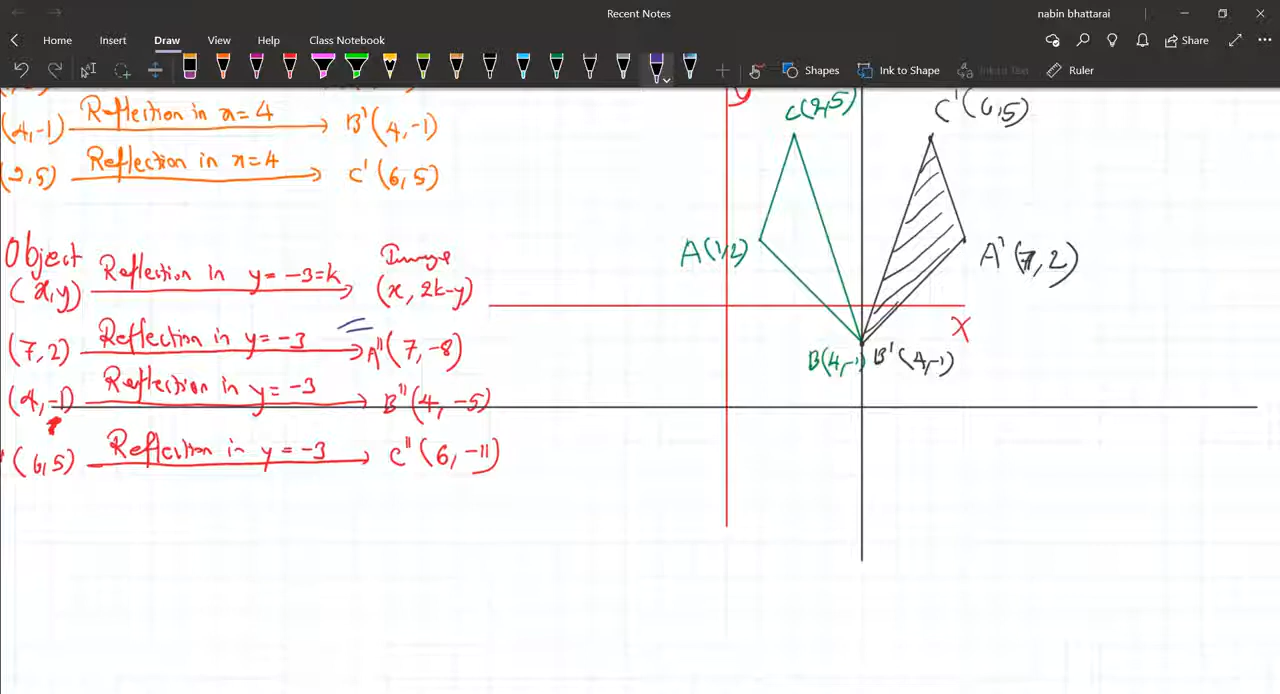 Recent Notes
nabin bhattarai
Home Insert Draw View Help Class Notebook
Share
Shapes Ink to Shape Ink to Text Ruler
(4,-1) Reflection in x=4 B'(4,-1)
(2,5) Reflection in x=4 C'(6,5)
Object Reflection in y=-3=k Image
(x,y) (x, 2k-y)
(7,2) Reflection in y=-3 A"(7,-8)
(4,-1) Reflection in y=-3 B"(4,-5)
'(6,5) Reflection in y=-3 C"(6,-11)
y
C(2,5) C'(6,5)
A(1,2) A'(7,2)
X
B(4,-1) B'(4,-1)